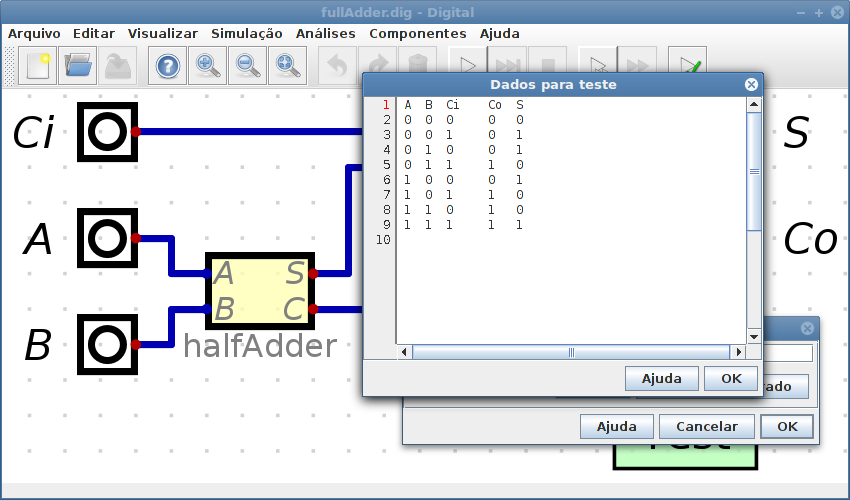 fullAdder.dig - Digital
Arquivo Editar Visualizar Simulação Análises Componentes Ajuda
Dados para teste
1 A B Ci Co S
2 0 0 0 0 0
3 0 0 1 0 1
4 0 1 0 0 1
5 0 1 1 1 0
6 1 0 0 0 1
7 1 0 1 1 0
8 1 1 0 1 0
9 1 1 1 1 1
10
Ajuda OK
Ci
A
B
A S
B C
halfAdder
S
Co
Ajuda Cancelar OK